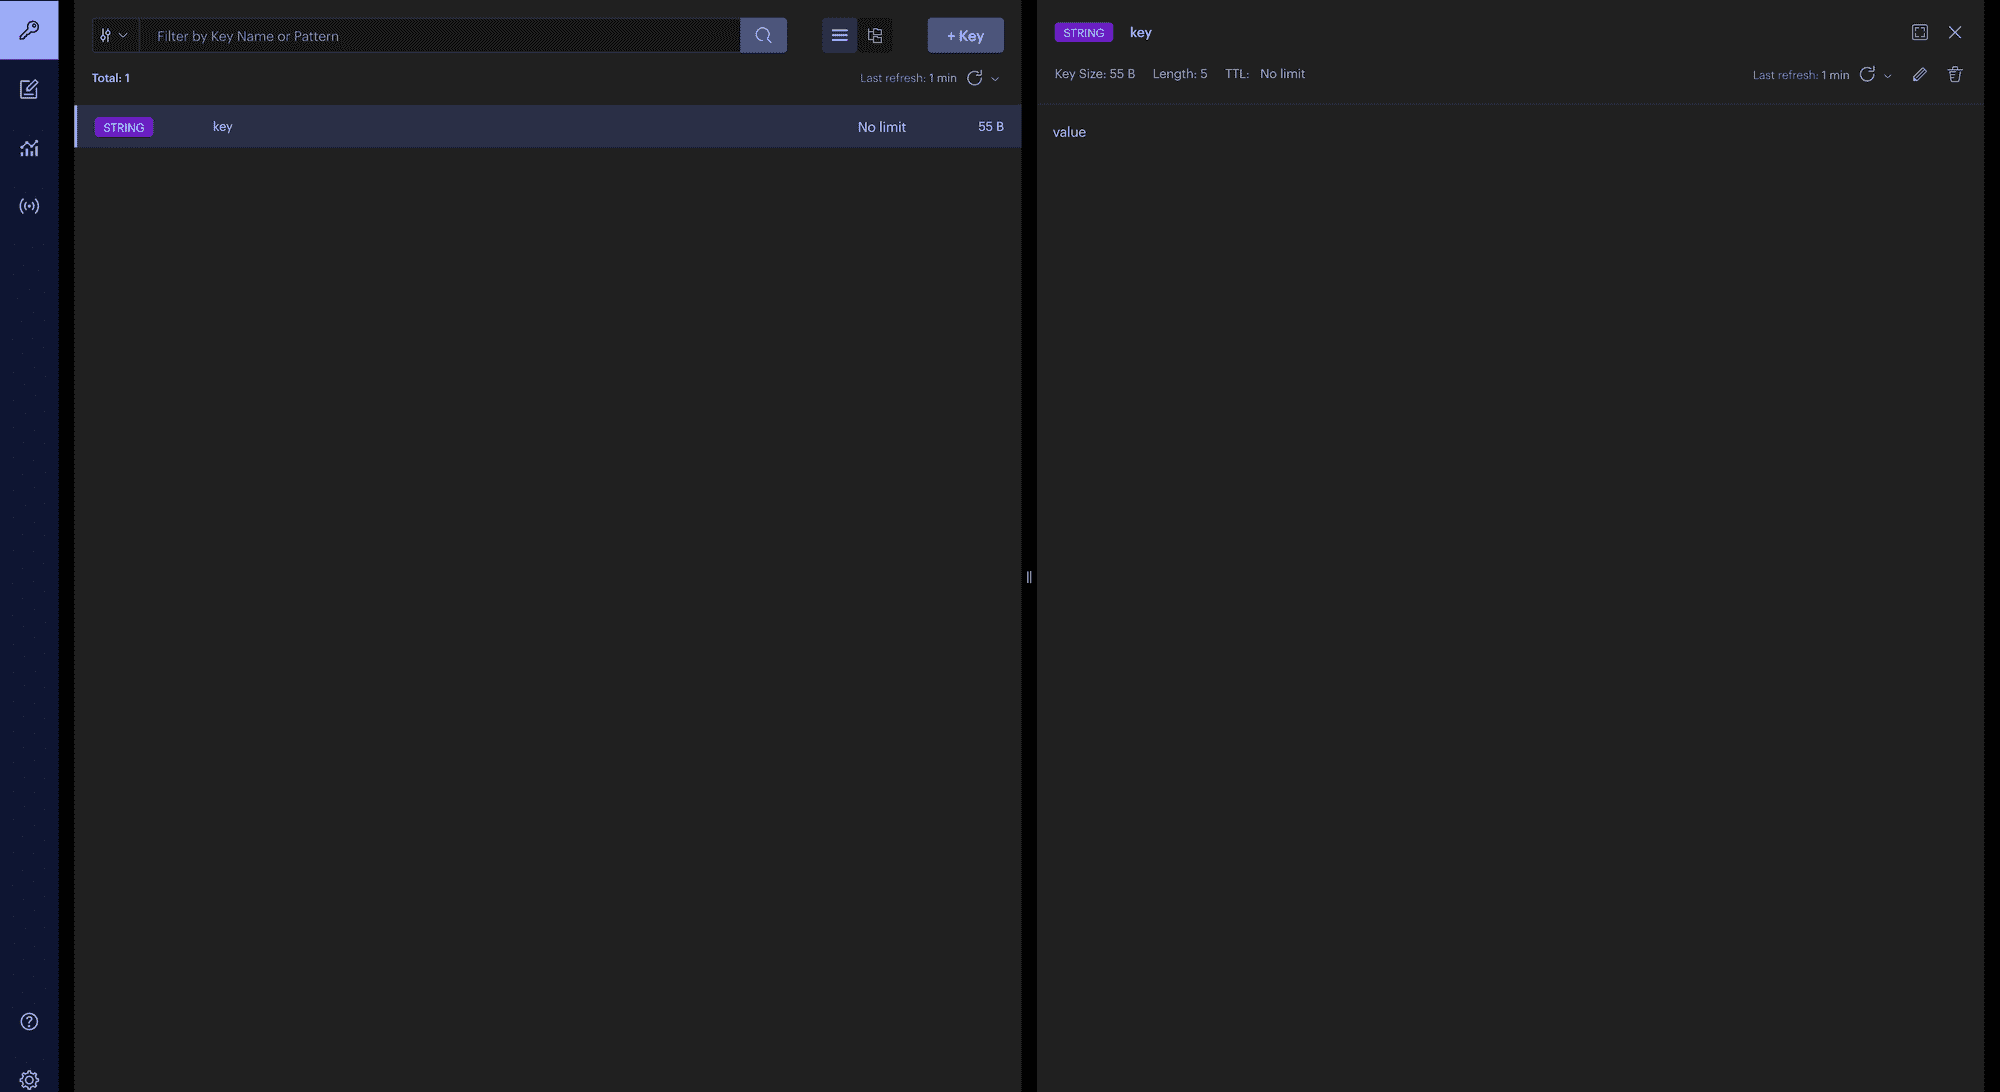 Filter by Key Name or Pattern
+ Key
Total: 1
Last refresh: 1 min
STRING key No limit 55 B
STRING key
Key Size: 55 B Length: 5 TTL: No limit
Last refresh: 1 min
value